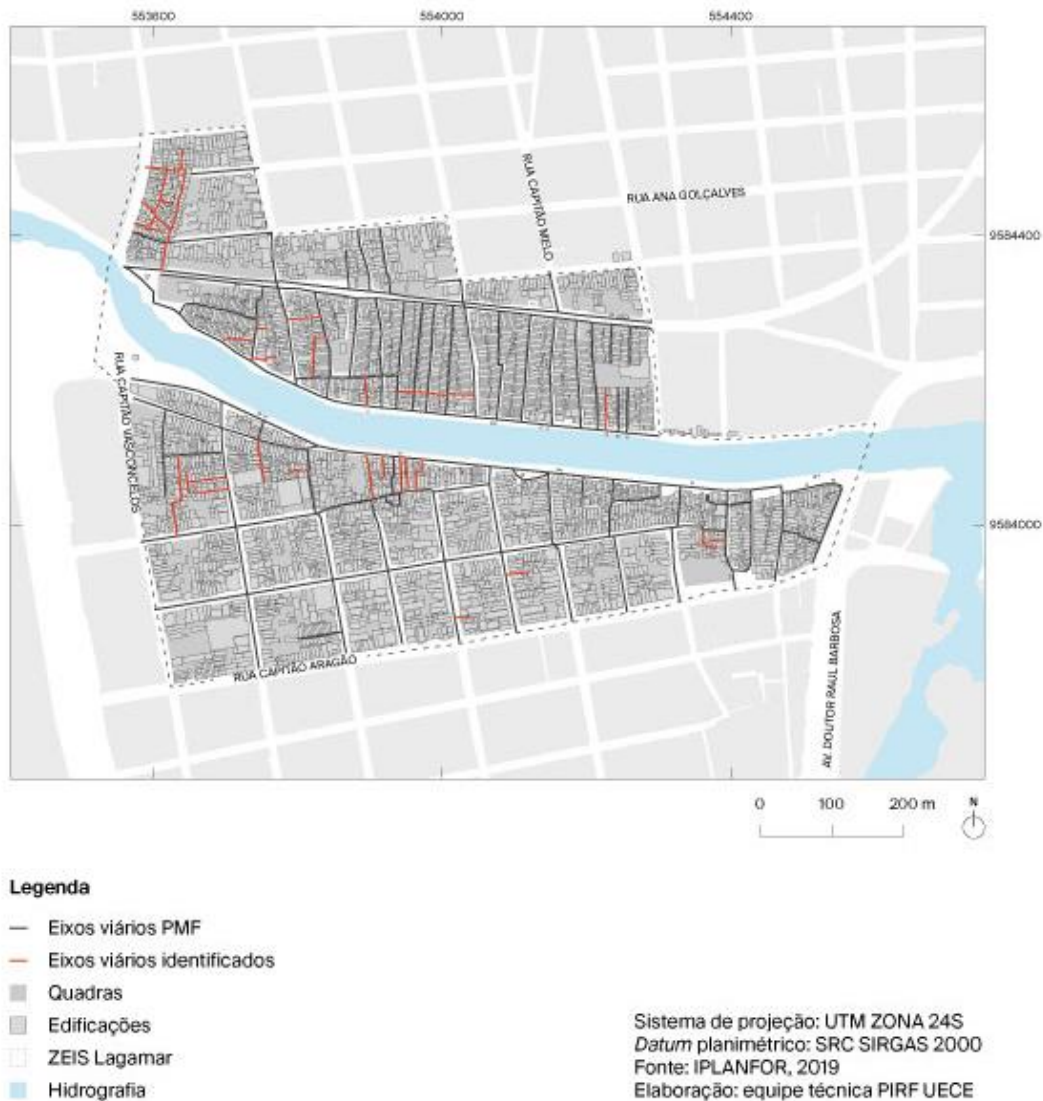 553600
554000
554400
RUA CAPITÃO MELO
RUA ANA GOLÇALVES
9584400
RUA CAPITÃO VASCONCELOS
9584000
RUA CAPITÃO ARAGÃO
AV. DOUTOR RAUL BARBOSA
0 100 200 m
N
Legenda
Eixos viários PMF
Eixos viários identificados
Quadras
Edificações
ZEIS Lagamar
Hidrografia
Sistema de projeção: UTM ZONA 24S
Datum planimétrico: SRC SIRGAS 2000
Fonte: IPLANFOR, 2019
Elaboração: equipe técnica PIRF UECE